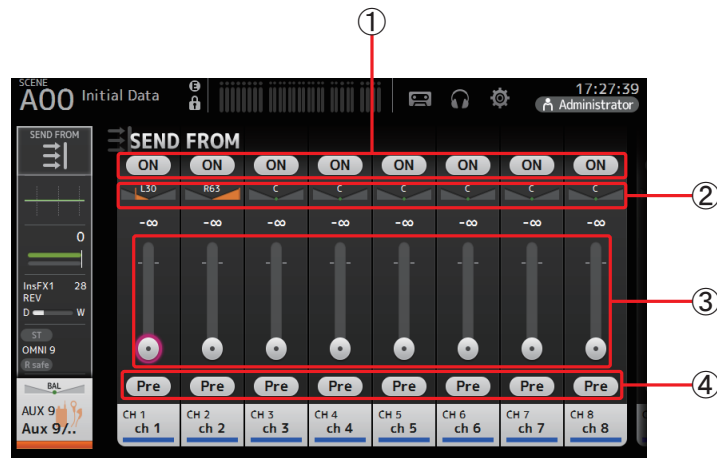 ①
SCENE
A00 Initial Data
E
17:27:39
Administrator
SEND FROM
SEND FROM
ON ON ON ON ON ON ON ON
②
L30 R63 C C C C C C
-∞ -∞ -∞ -∞ -∞ -∞ -∞ -∞
0
③
InsFX1 28
REV
D W
ST
OMNI 9
R safe
④
Pre Pre Pre Pre Pre Pre Pre Pre
BAL
AUX 9
Aux 9/..
CH 1 CH 2 CH 3 CH 4 CH 5 CH 6 CH 7 CH 8
ch 1 ch 2 ch 3 ch 4 ch 5 ch 6 ch 7 ch 8